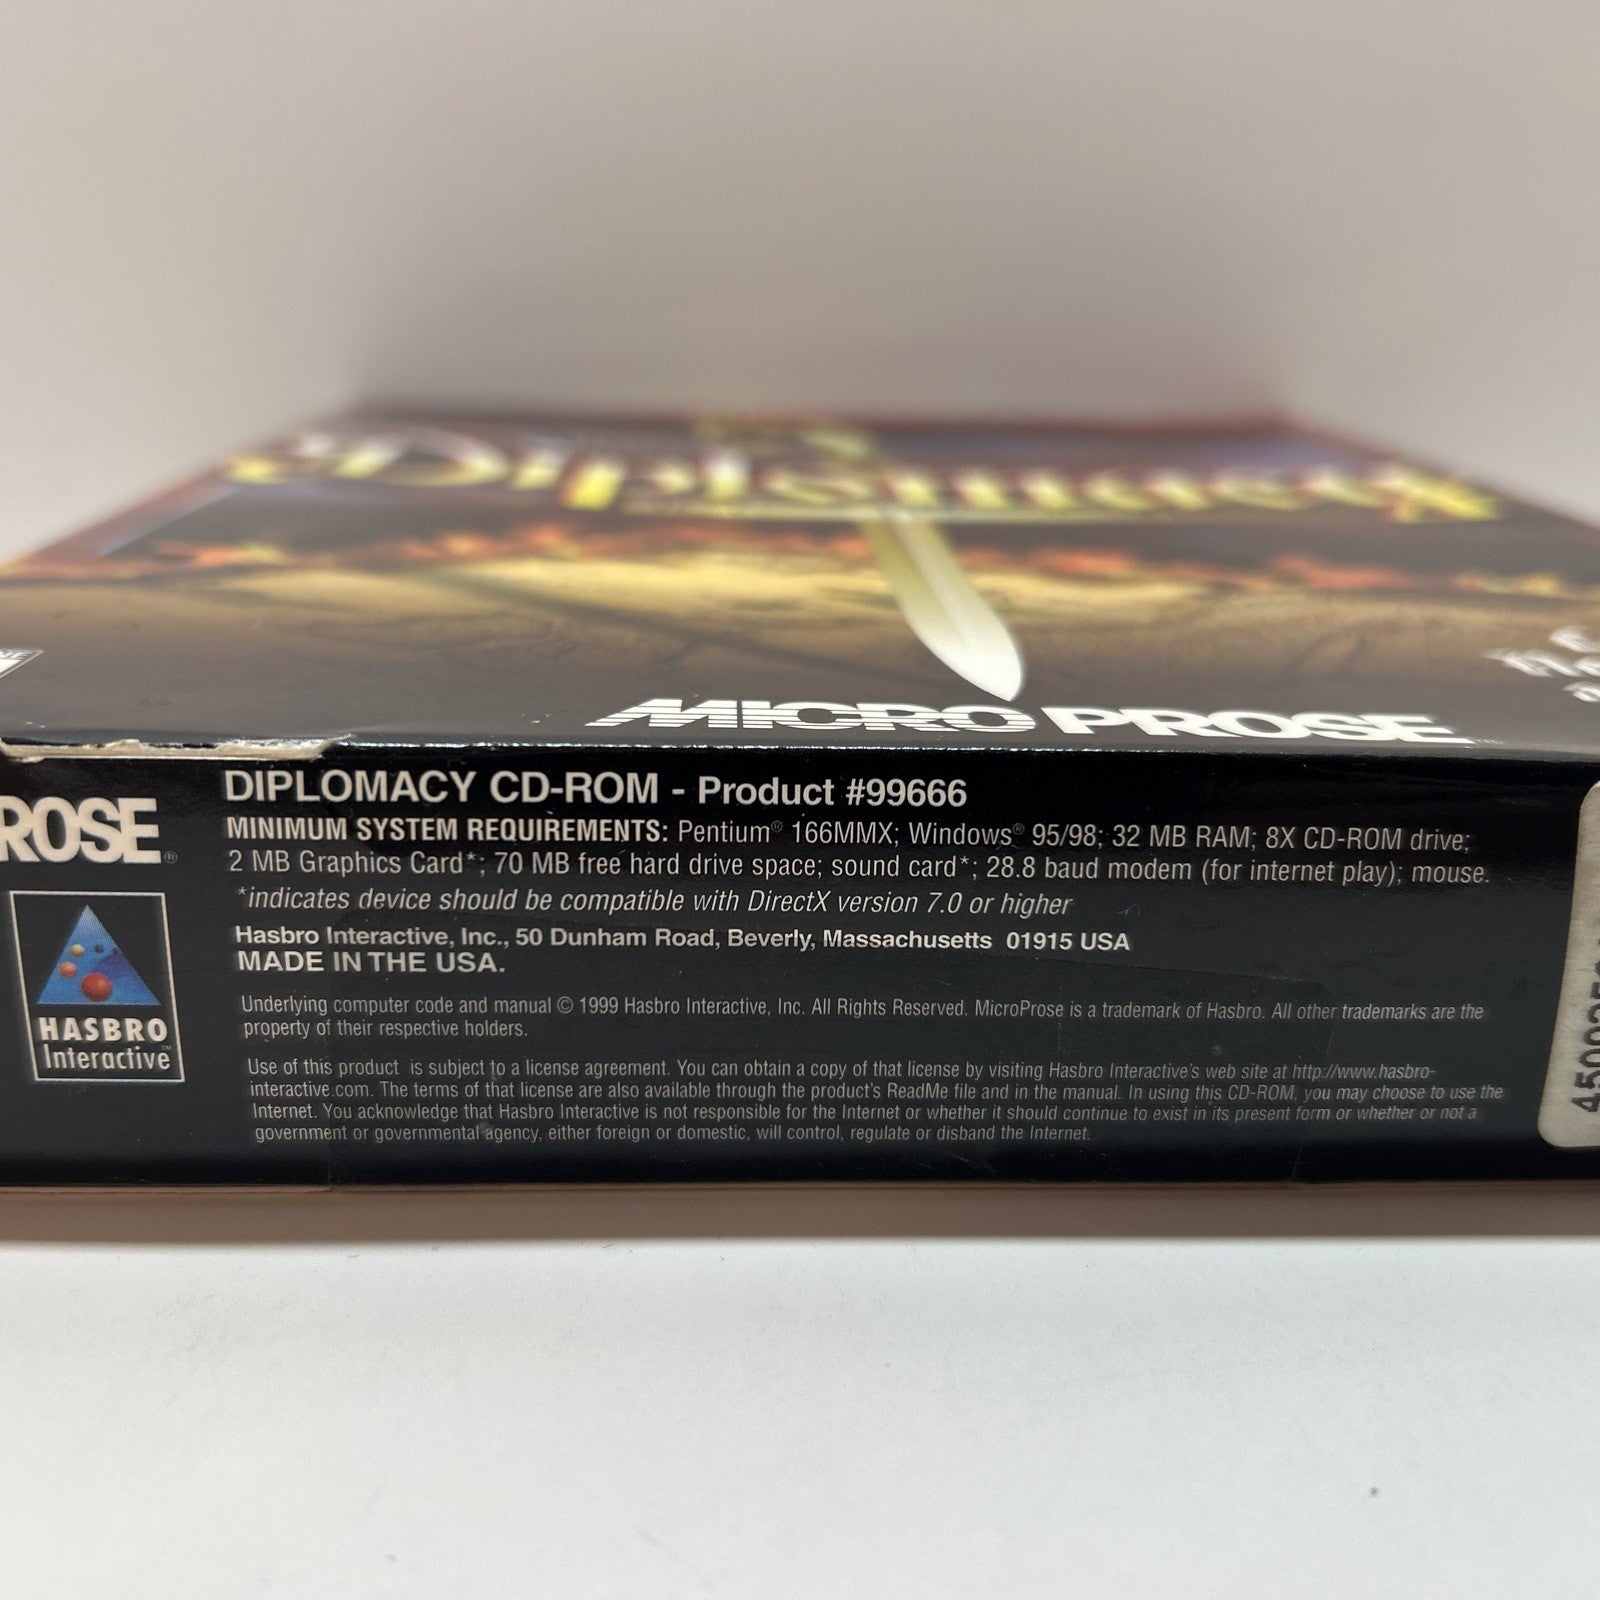 Diplomacy
MICRO PROSE
ROSE®
HASBRO
Interactive™
DIPLOMACY CD-ROM - Product #99666
MINIMUM SYSTEM REQUIREMENTS: Pentium® 166MMX; Windows® 95/98; 32 MB RAM; 8X CD-ROM drive;
2 MB Graphics Card*; 70 MB free hard drive space; sound card*; 28.8 baud modem (for internet play); mouse.
*indicates device should be compatible with DirectX version 7.0 or higher
Hasbro Interactive, Inc., 50 Dunham Road, Beverly, Massachusetts 01915 USA
MADE IN THE USA.
Underlying computer code and manual © 1999 Hasbro Interactive, Inc. All Rights Reserved. MicroProse is a trademark of Hasbro. All other trademarks are the
property of their respective holders.
Use of this product is subject to a license agreement. You can obtain a copy of that license by visiting Hasbro Interactive's web site at http://www.hasbro-
interactive.com. The terms of that license are also available through the product's ReadMe file and in the manual. In using this CD-ROM, you may choose to use the
Internet. You acknowledge that Hasbro Interactive is not responsible for the Internet or whether it should continue to exist in its present form or whether or not a
government or governmental agency, either foreign or domestic, will control, regulate or disband the Internet.